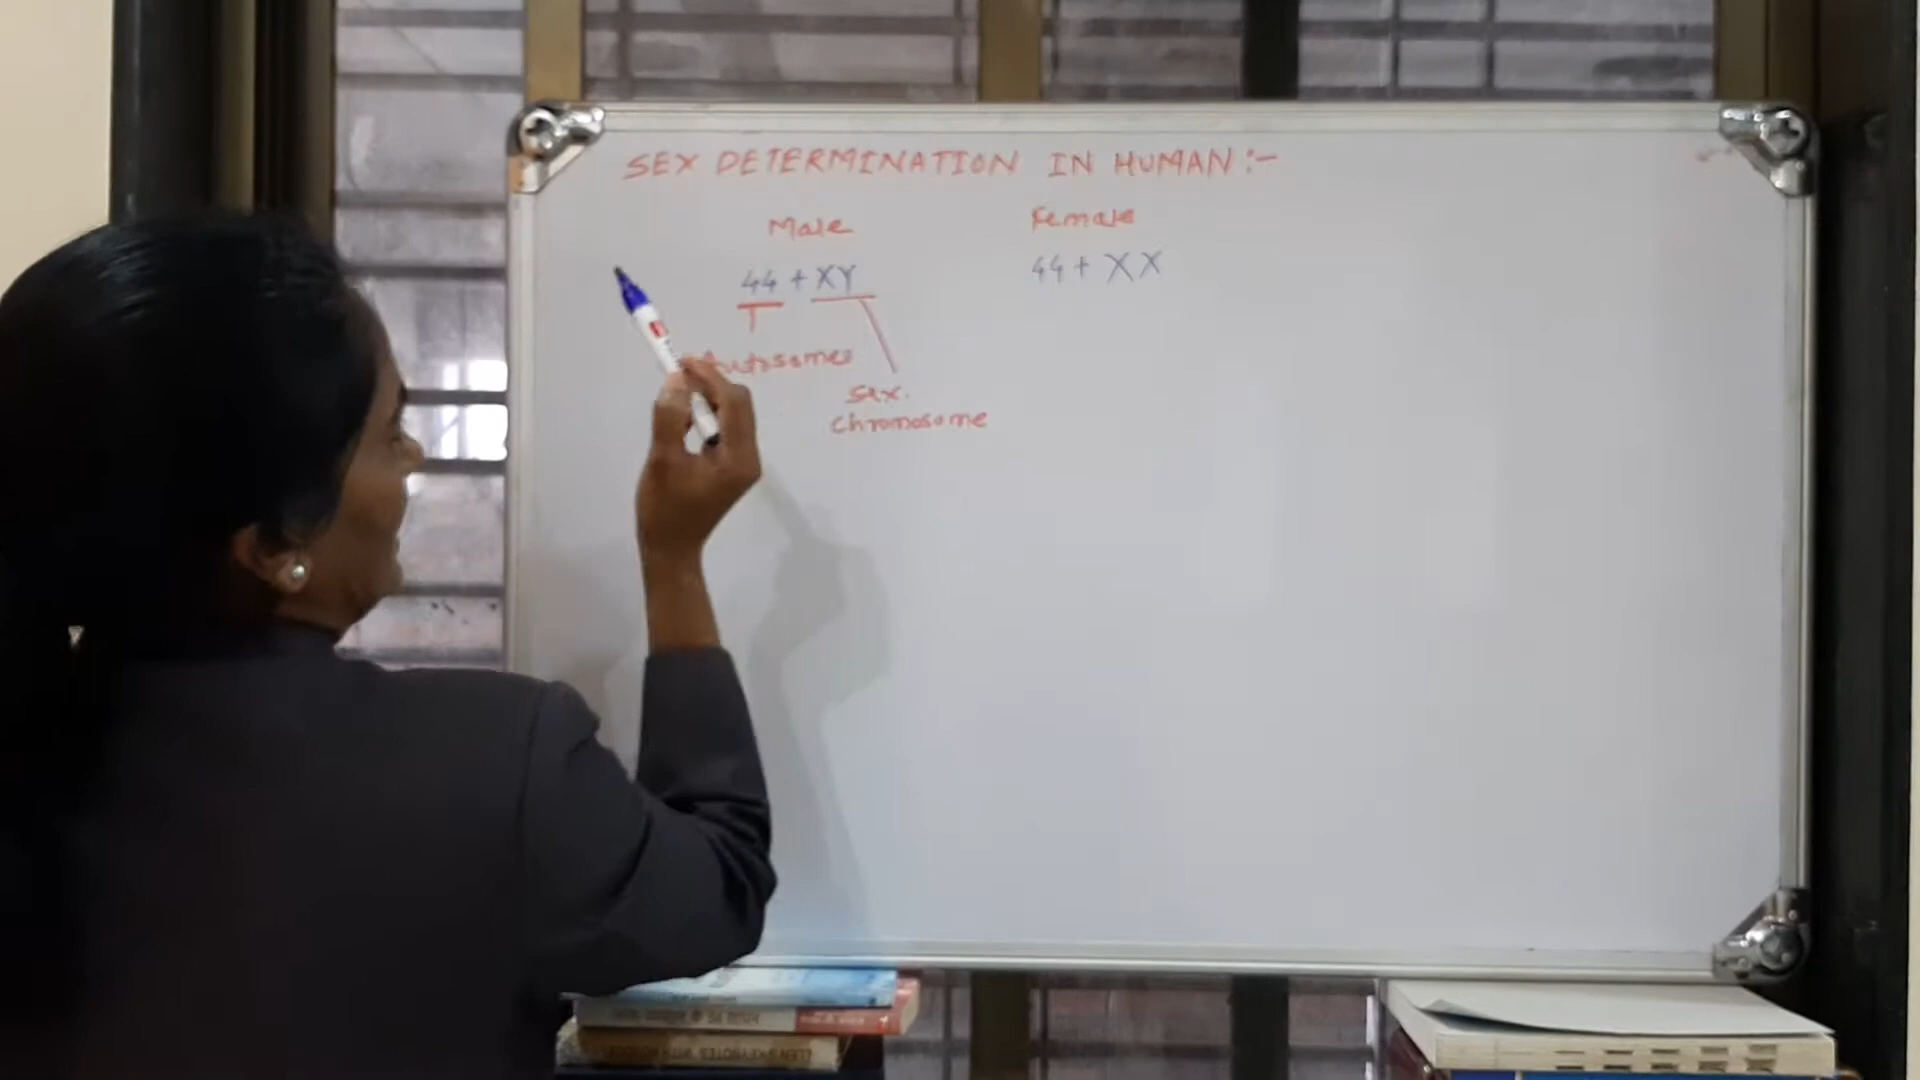 SEX DETERMINATION IN HUMAN :-
Male
Female
44 + XY
44 + XX
Autosomes
Sex.
Chromosome